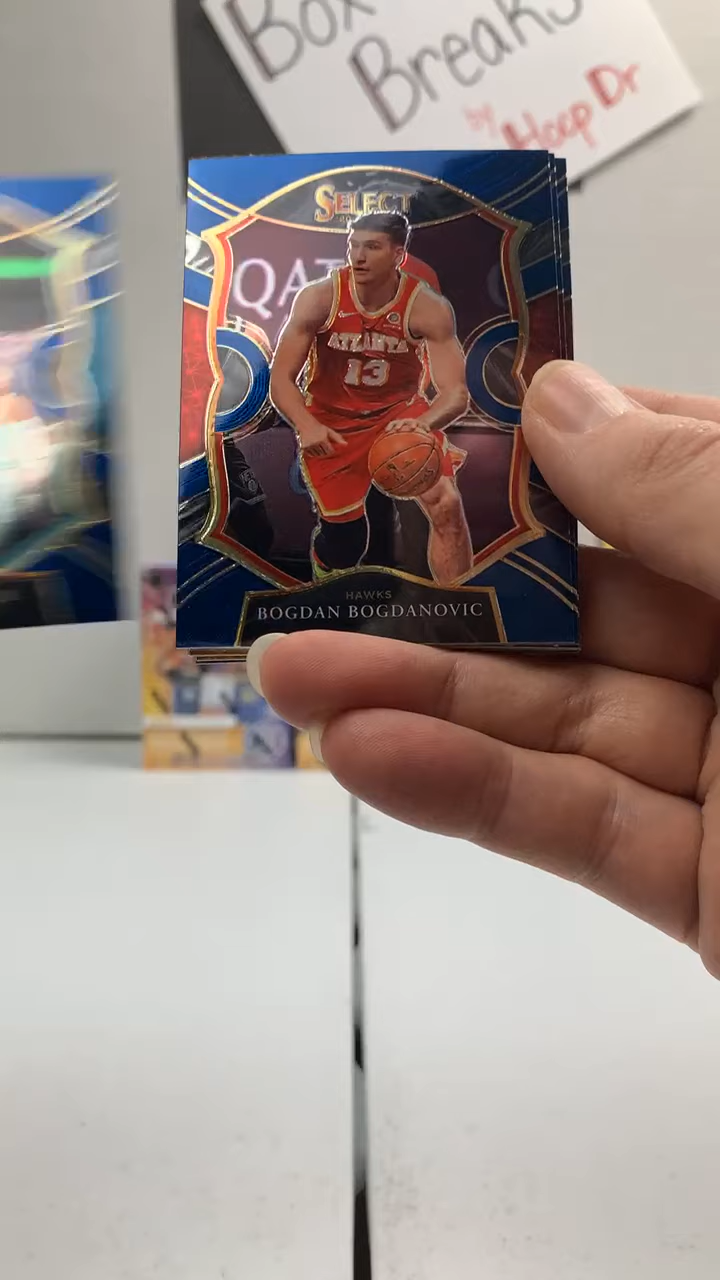 Box
Breaks
by Hoop Dr
SELECT
QAT
ATLANTA
13
HAWKS
BOGDAN BOGDANOVIC